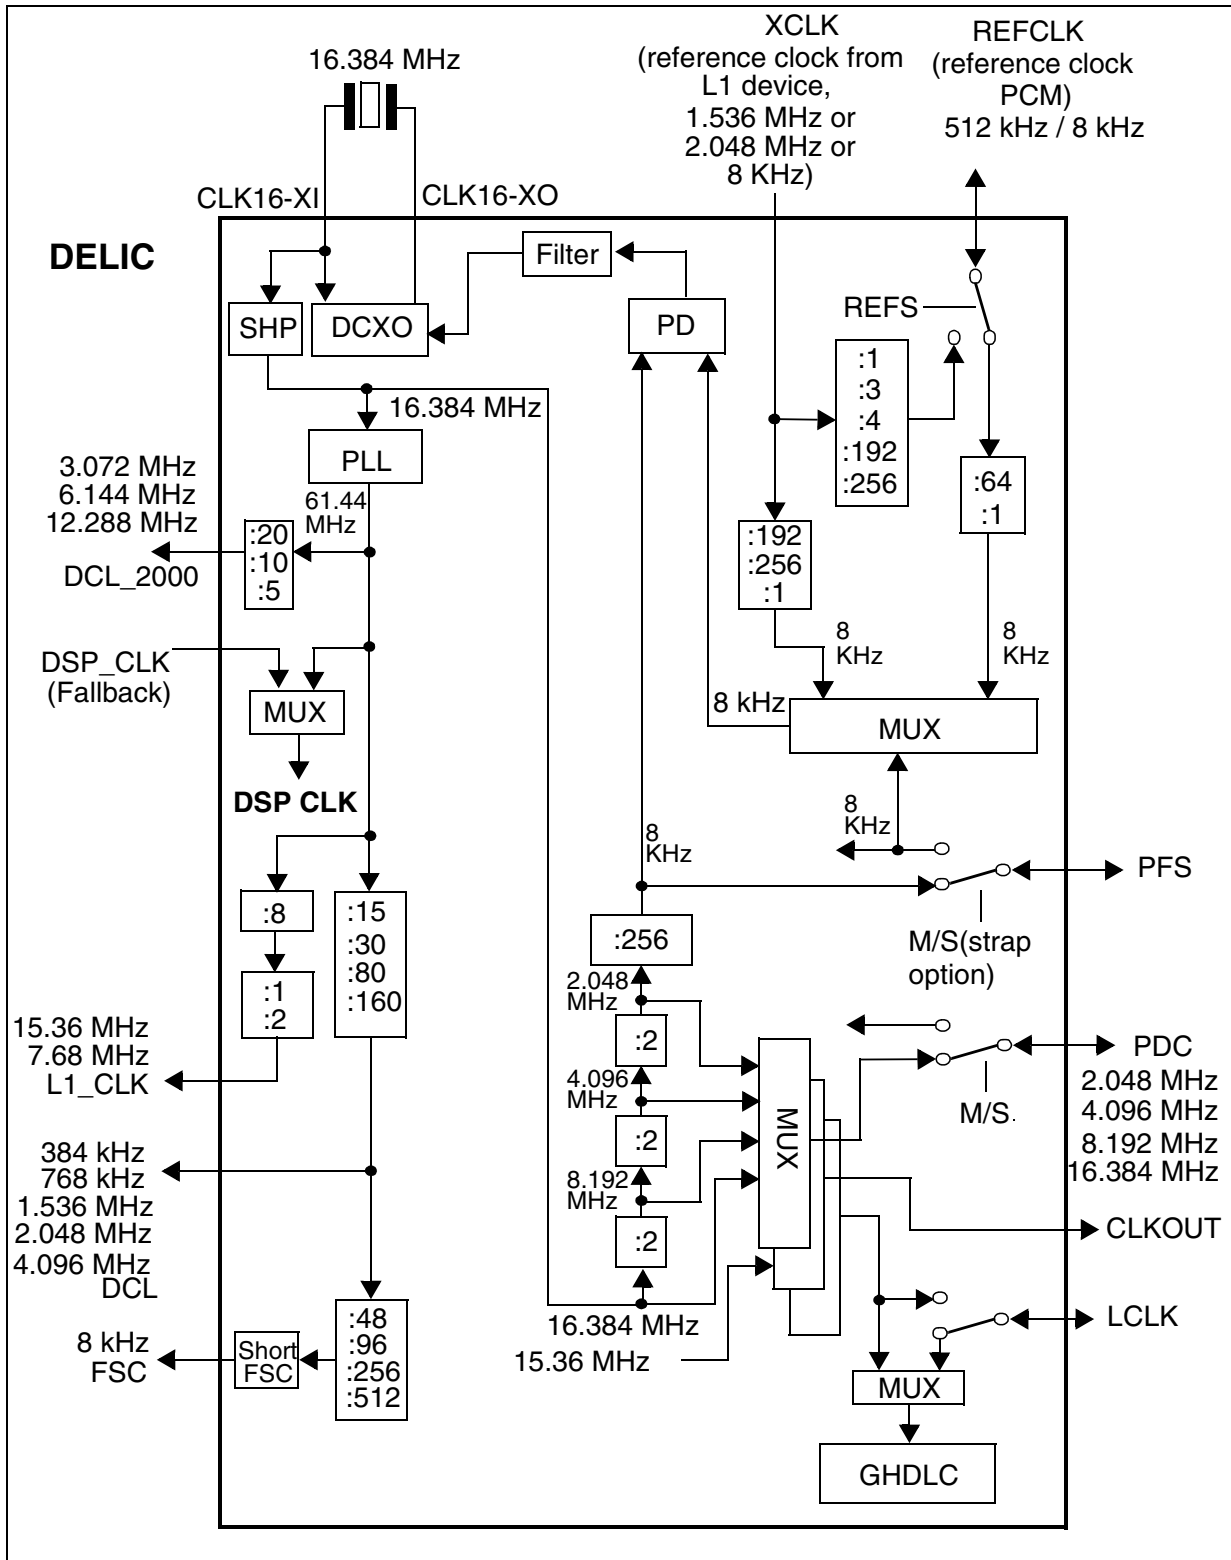 XCLK
(reference clock from
L1 device,
1.536 MHz or
2.048 MHz or
8 KHz)
REFCLK
(reference clock
PCM)
512 kHz / 8 kHz
16.384 MHz
CLK16-XI
CLK16-XO
DELIC
Filter
SHP
DCXO
PD
REFS
:1
:3
:4
:192
:256
16.384 MHz
PLL
61.44
MHz
3.072 MHz
6.144 MHz
12.288 MHz
DCL_2000
:20
:10
:5
:64
:1
:192
:256
:1
8
KHz
8
KHz
DSP_CLK
(Fallback)
MUX
DSP CLK
8 kHz
MUX
8
KHz
8
KHz
PFS
M/S(strap
option)
:8
:1
:2
:15
:30
:80
:160
:256
2.048
MHz
:2
4.096
MHz
:2
8.192
MHz
:2
MUX
15.36 MHz
7.68 MHz
L1_CLK
PDC
2.048 MHz
4.096 MHz
8.192 MHz
16.384 MHz
M/S.
384 kHz
768 kHz
1.536 MHz
2.048 MHz
4.096 MHz
DCL
CLKOUT
16.384 MHz
15.36 MHz
LCLK
8 kHz
FSC
Short
FSC
:48
:96
:256
:512
MUX
GHDLC